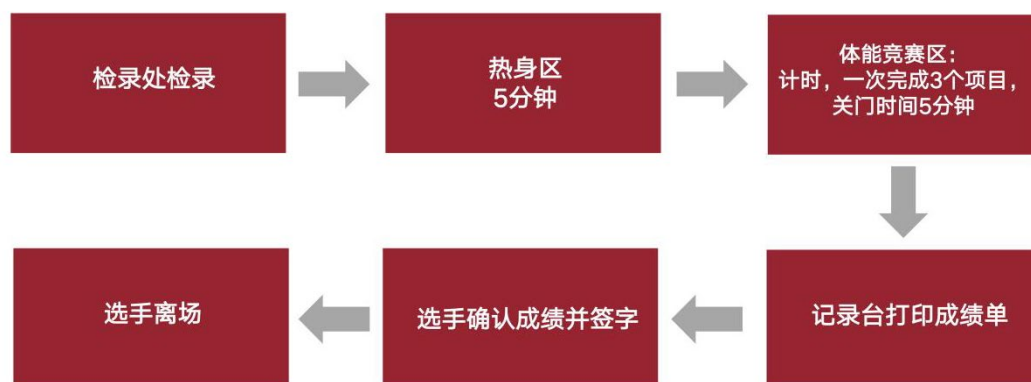 检录处检录
热身区
5分钟
体能竞赛区：
计时，一次完成3个项目，
关门时间5分钟
记录台打印成绩单
选手确认成绩并签字
选手离场